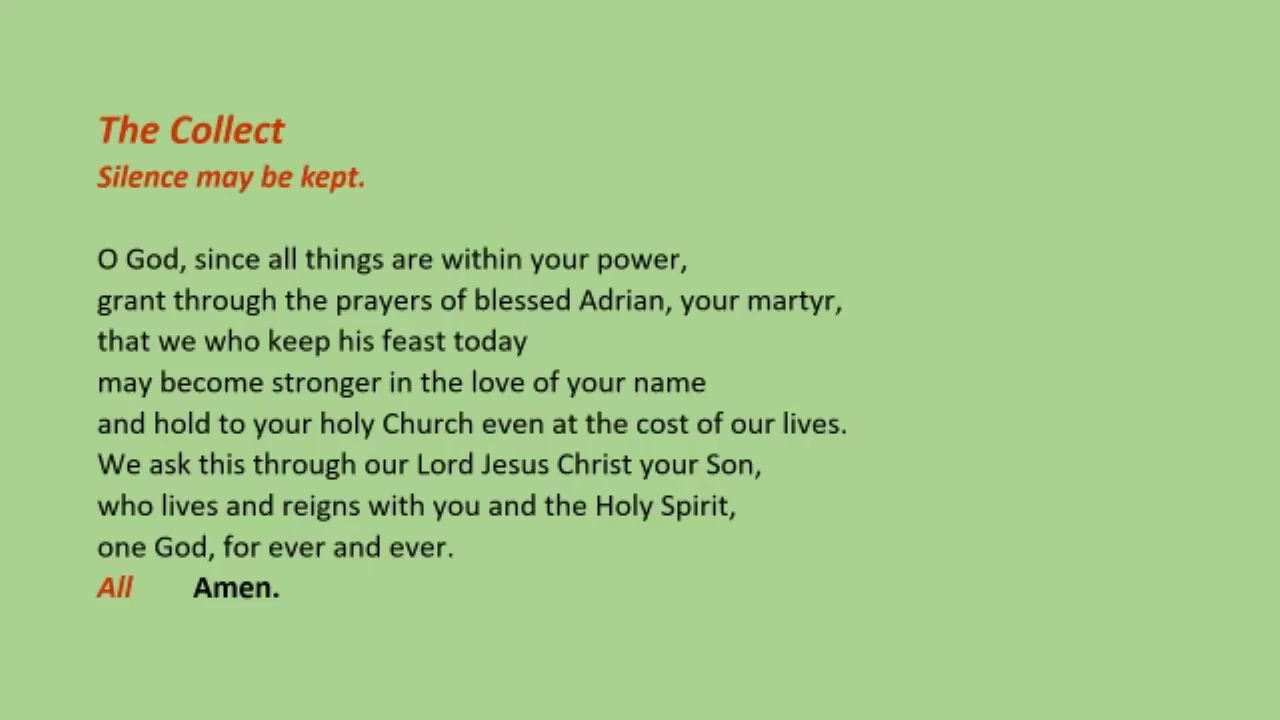 The Collect
Silence may be kept.
O God, since all things are within your power,
grant through the prayers of blessed Adrian, your martyr,
that we who keep his feast today
may become stronger in the love of your name
and hold to your holy Church even at the cost of our lives.
We ask this through our Lord Jesus Christ your Son,
who lives and reigns with you and the Holy Spirit,
one God, for ever and ever.
All Amen.